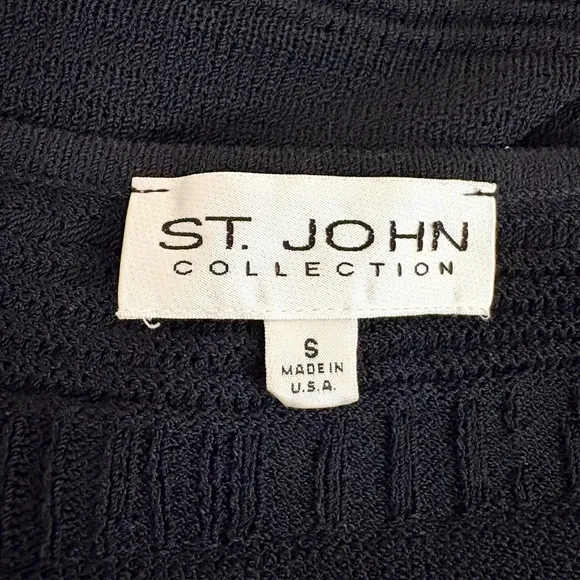 ST. JOHN
COLLECTION
S
MADE IN
U.S.A.